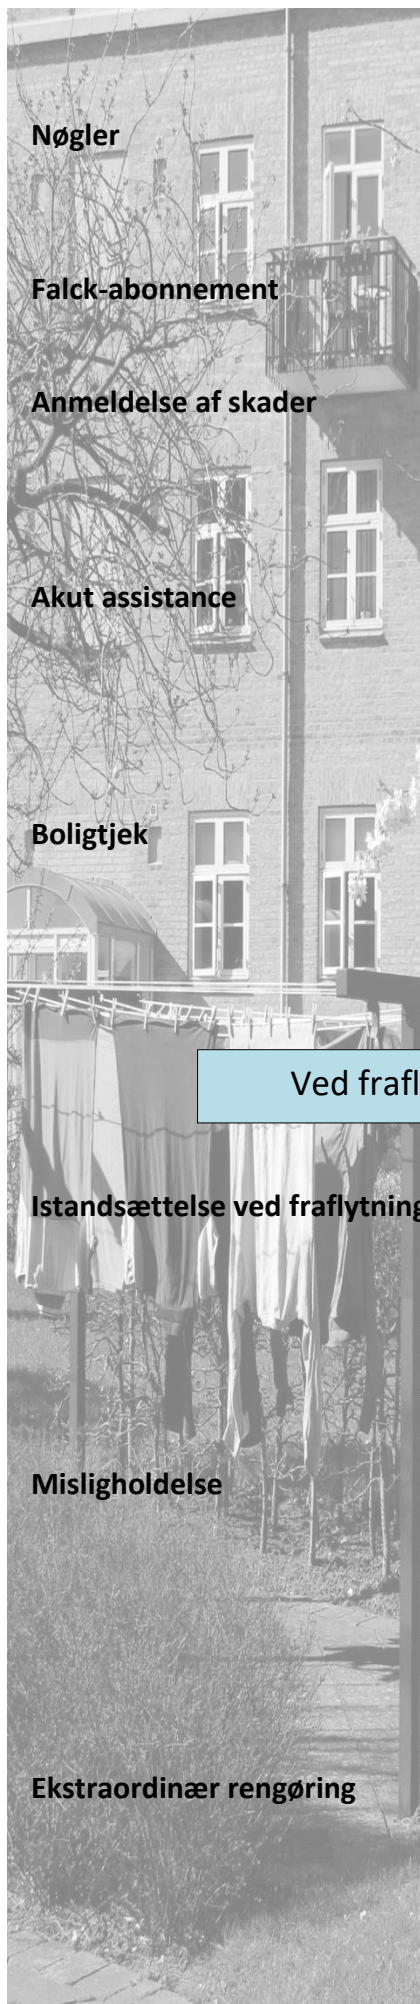 Nøgler
Falck-abonnement
Anmeldelse af skader
Akut assistance
Boligtjek
Ved frafl
Istandsættelse ved fraflytning
Misligholdelse
Ekstraordinær rengøring